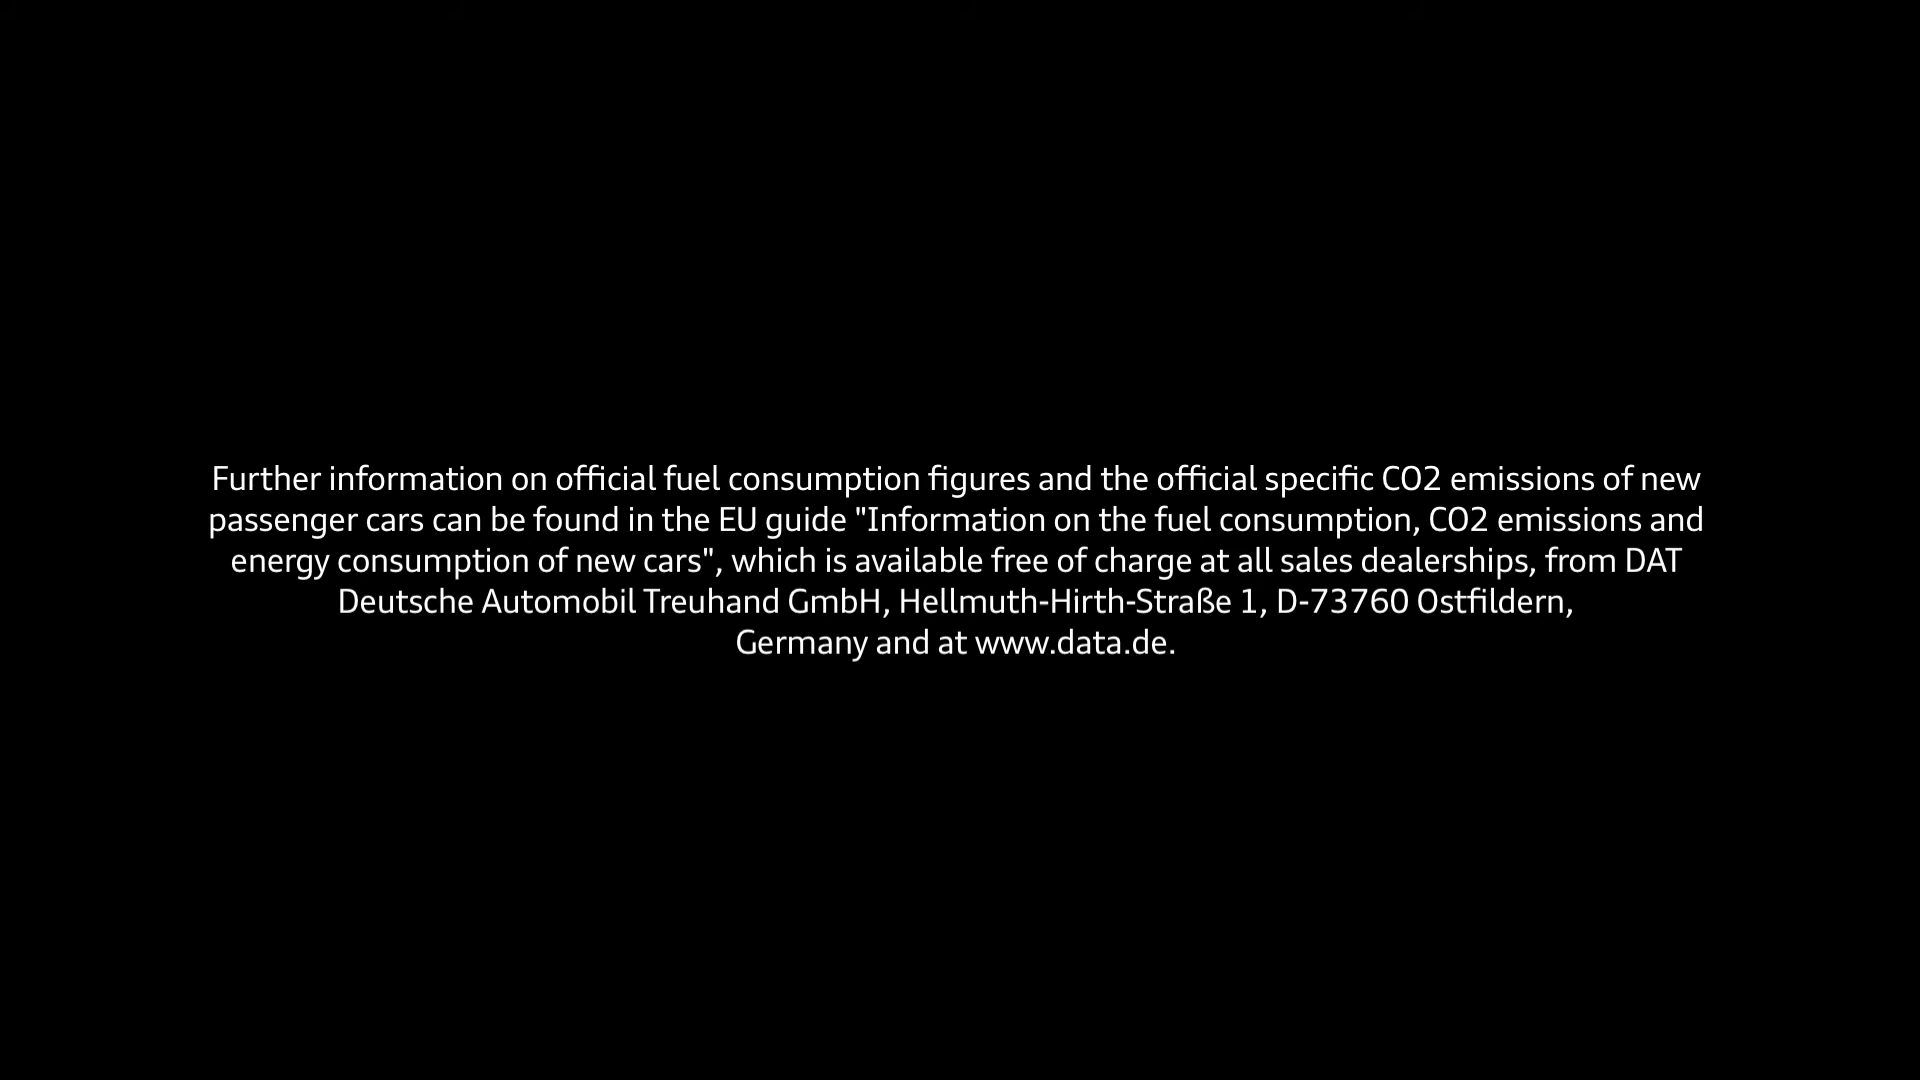 Further information on official fuel consumption figures and the official specific CO2 emissions of new
passenger cars can be found in the EU guide "Information on the fuel consumption, CO2 emissions and
energy consumption of new cars", which is available free of charge at all sales dealerships, from DAT
Deutsche Automobil Treuhand GmbH, Hellmuth-Hirth-Straße 1, D-73760 Ostfildern,
Germany and at www.data.de.